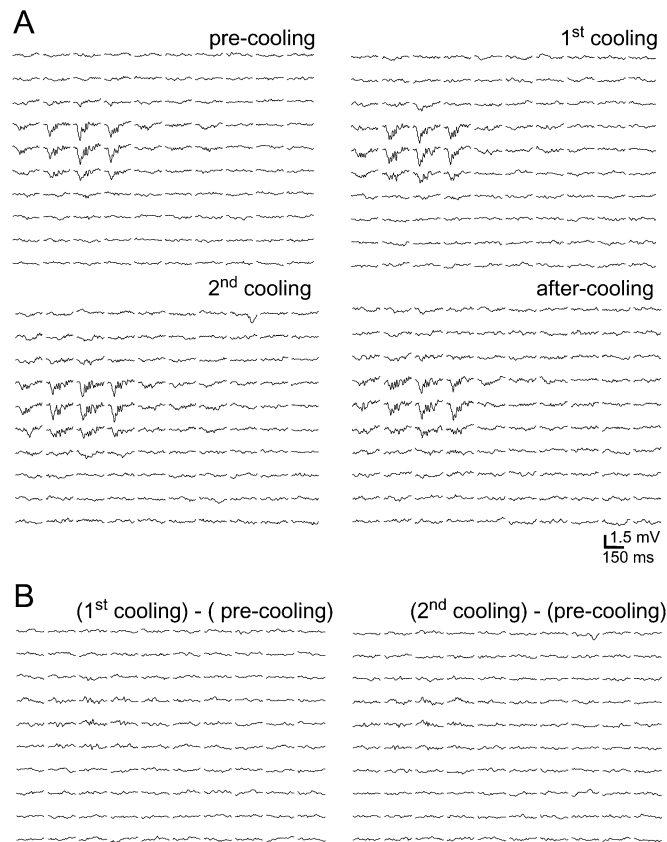 A
pre-cooling
1st cooling
2nd cooling
after-cooling
1.5 mV
150 ms
B
(1st cooling) - ( pre-cooling)
(2nd cooling) - (pre-cooling)